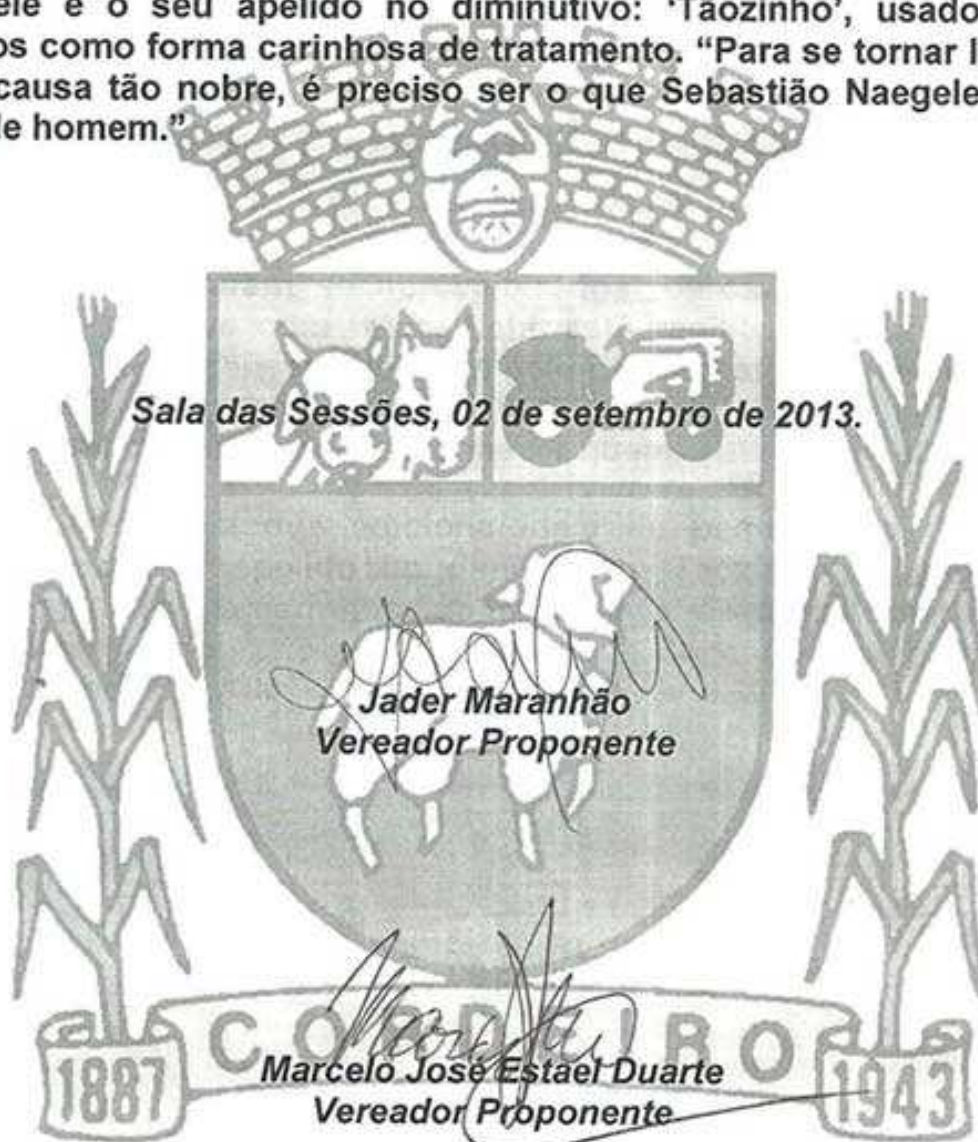 ele e o seu apelido no diminutivo: 'Tãozinho', usado
os como forma carinhosa de tratamento. “Para se tornar i
causa tão nobre, é preciso ser o que Sebastião Naegele
de homem.”
Sala das Sessões, 02 de setembro de 2013.
Jader Maranhão
Vereador Proponente
CORDEIRO
1887
Marcelo José Estael Duarte
Vereador Proponente
1943